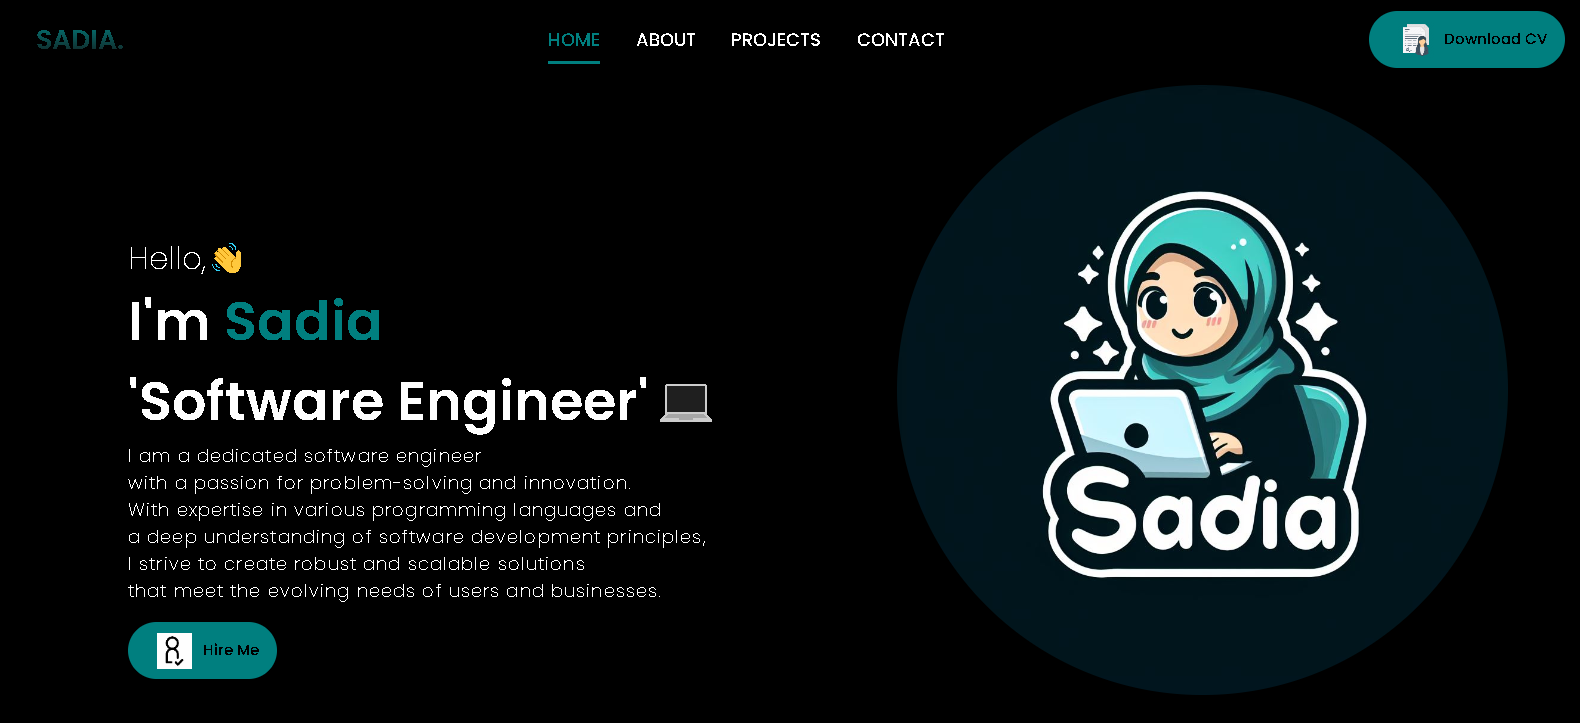 SADIA.
HOME ABOUT PROJECTS CONTACT
Download CV
Hello,
I'm Sadia
'Software Engineer'
I am a dedicated software engineer
with a passion for problem-solving and innovation.
With expertise in various programming languages and
a deep understanding of software development principles,
I strive to create robust and scalable solutions
that meet the evolving needs of users and businesses.
Hire Me
Sadia